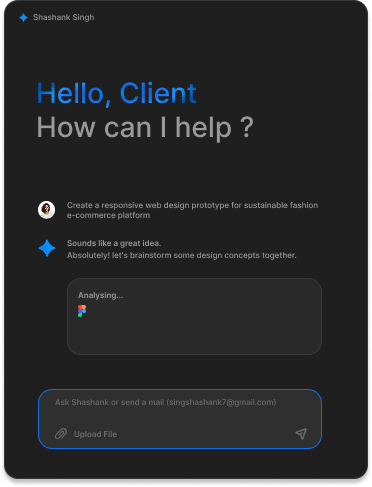 Shashank Singh
Hello, Client
How can I help ?
Create a responsive web design prototype for sustainable fashion
e-commerce platform
Sounds like a great idea.
Absolutely! let's brainstorm some design concepts together.
Analysing...
Ask Shashank or send a mail (singshashank7@gmail.com)
Upload File